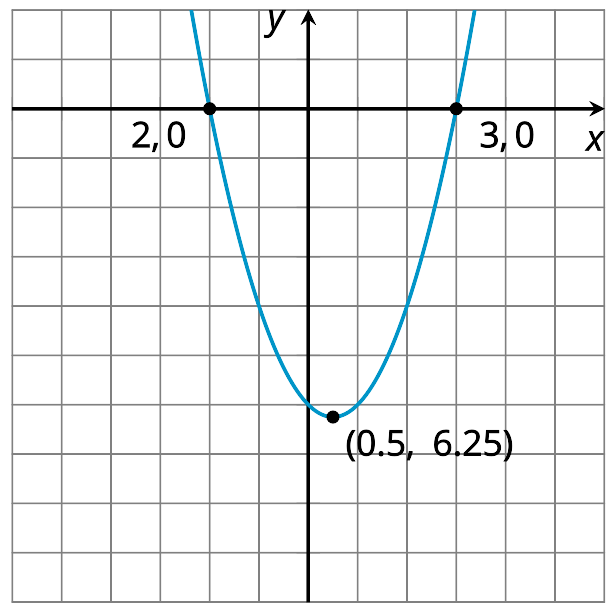 y
2, 0
3, 0
x
(0.5, 6.25)